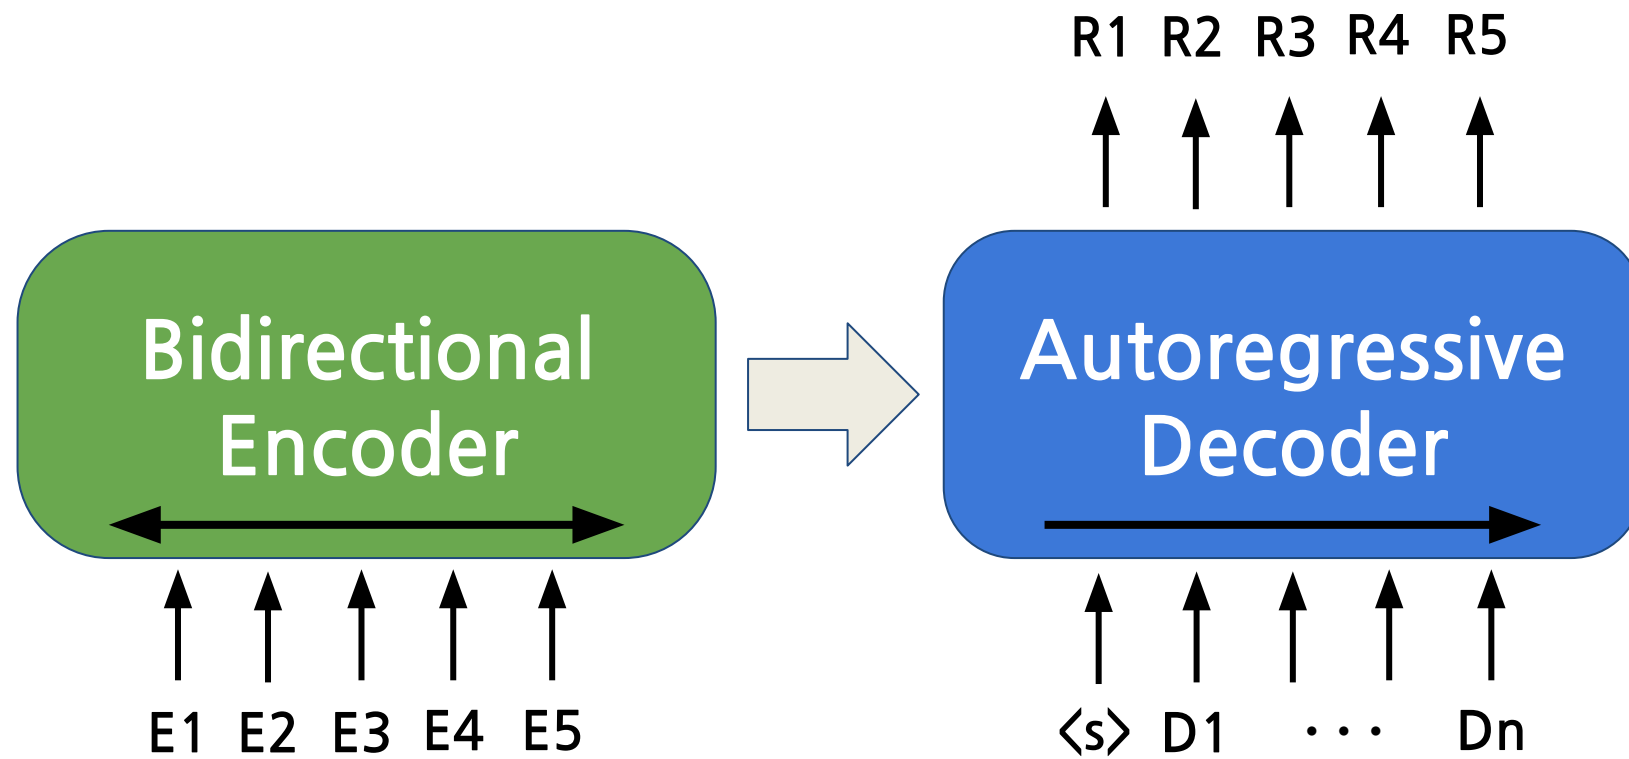 R1 R2 R3 R4 R5
Bidirectional
Encoder
Autoregressive
Decoder
E1 E2 E3 E4 E5
<s> D1 ... Dn